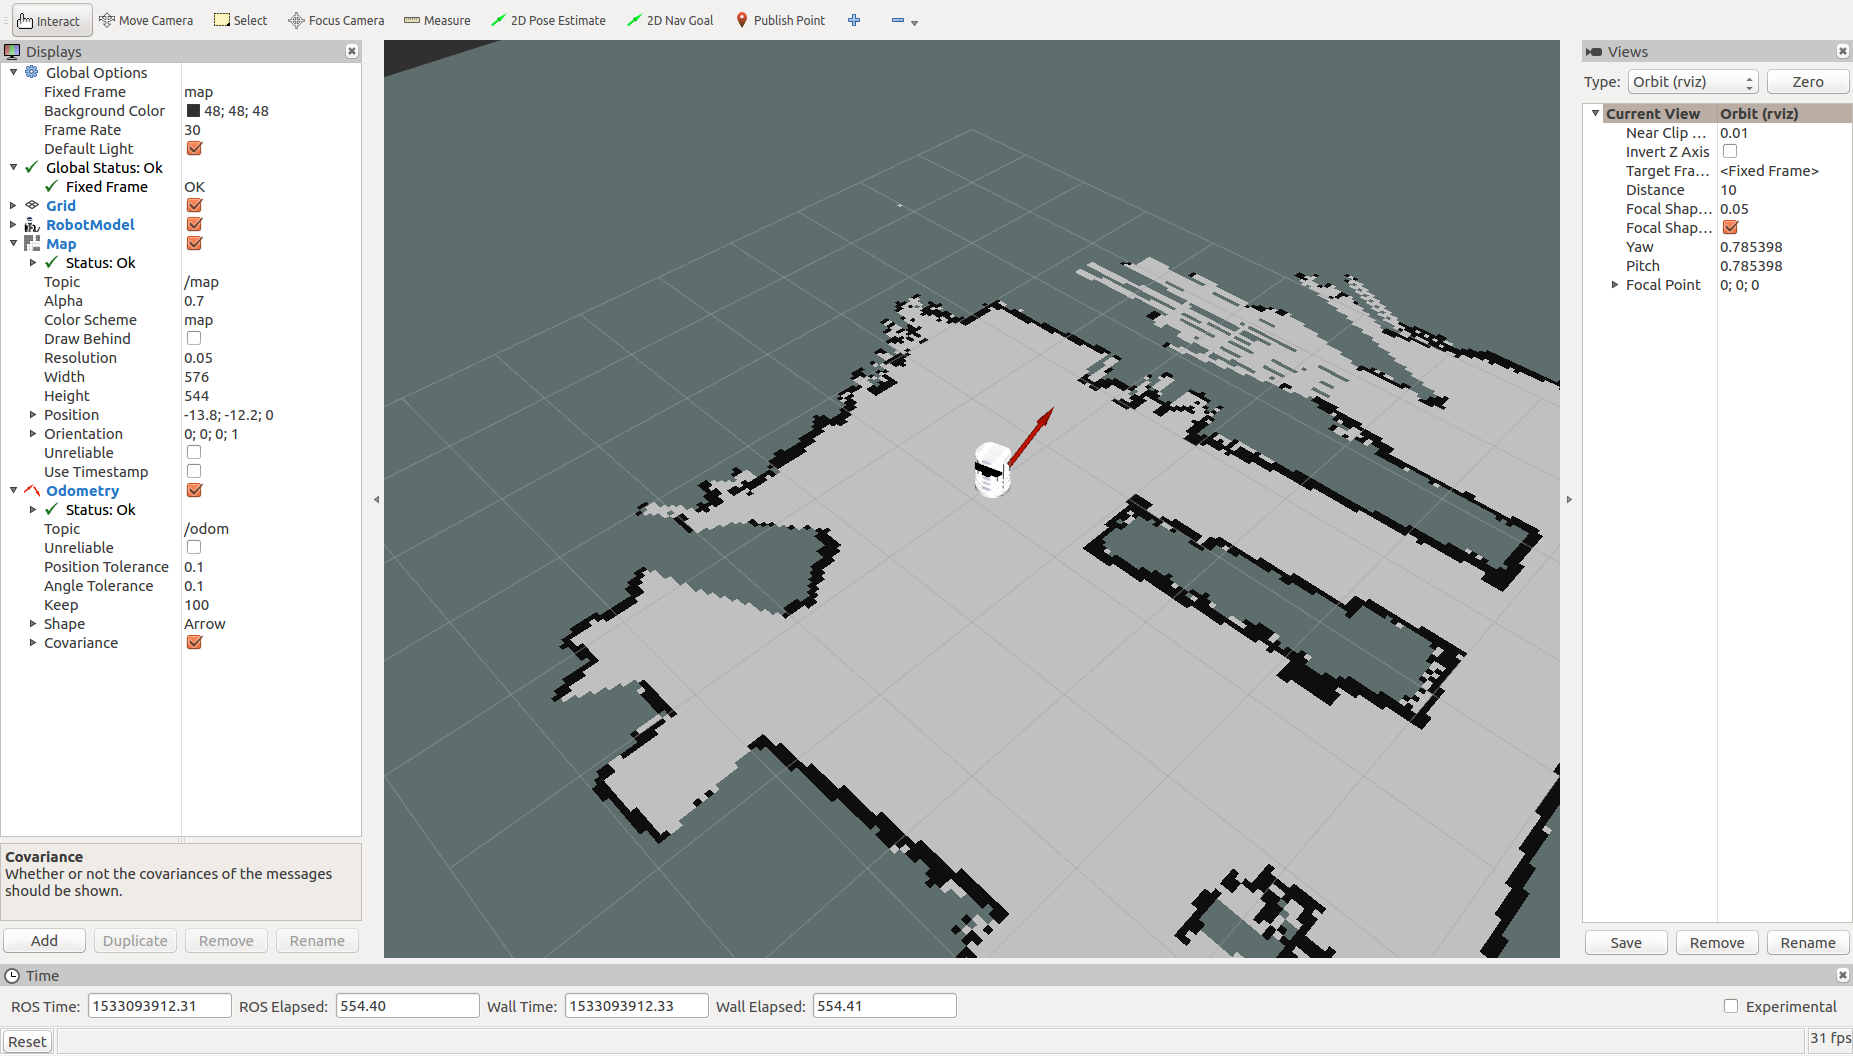 Interact Move Camera Select Focus Camera Measure 2D Pose Estimate 2D Nav Goal Publish Point
Displays
Global Options
Fixed Frame map
Background Color 48; 48; 48
Frame Rate 30
Default Light
Global Status: Ok
Fixed Frame OK
Grid
RobotModel
Map
Status: Ok
Topic /map
Alpha 0.7
Color Scheme map
Draw Behind
Resolution 0.05
Width 576
Height 544
Position -13.8; -12.2; 0
Orientation 0; 0; 0; 1
Unreliable
Use Timestamp
Odometry
Status: Ok
Topic /odom
Unreliable
Position Tolerance 0.1
Angle Tolerance 0.1
Keep 100
Shape Arrow
Covariance
Covariance
Whether or not the covariances of the messages
should be shown.
Add Duplicate Remove Rename
Views
Type: Orbit (rviz) Zero
Current View Orbit (rviz)
Near Clip ... 0.01
Invert Z Axis
Target Fra... <Fixed Frame>
Distance 10
Focal Shap... 0.05
Focal Shap...
Yaw 0.785398
Pitch 0.785398
Focal Point 0; 0; 0
Save Remove Rename
Time
ROS Time: 1533093912.31 ROS Elapsed: 554.40 Wall Time: 1533093912.33 Wall Elapsed: 554.41 Experimental
Reset 31 fps